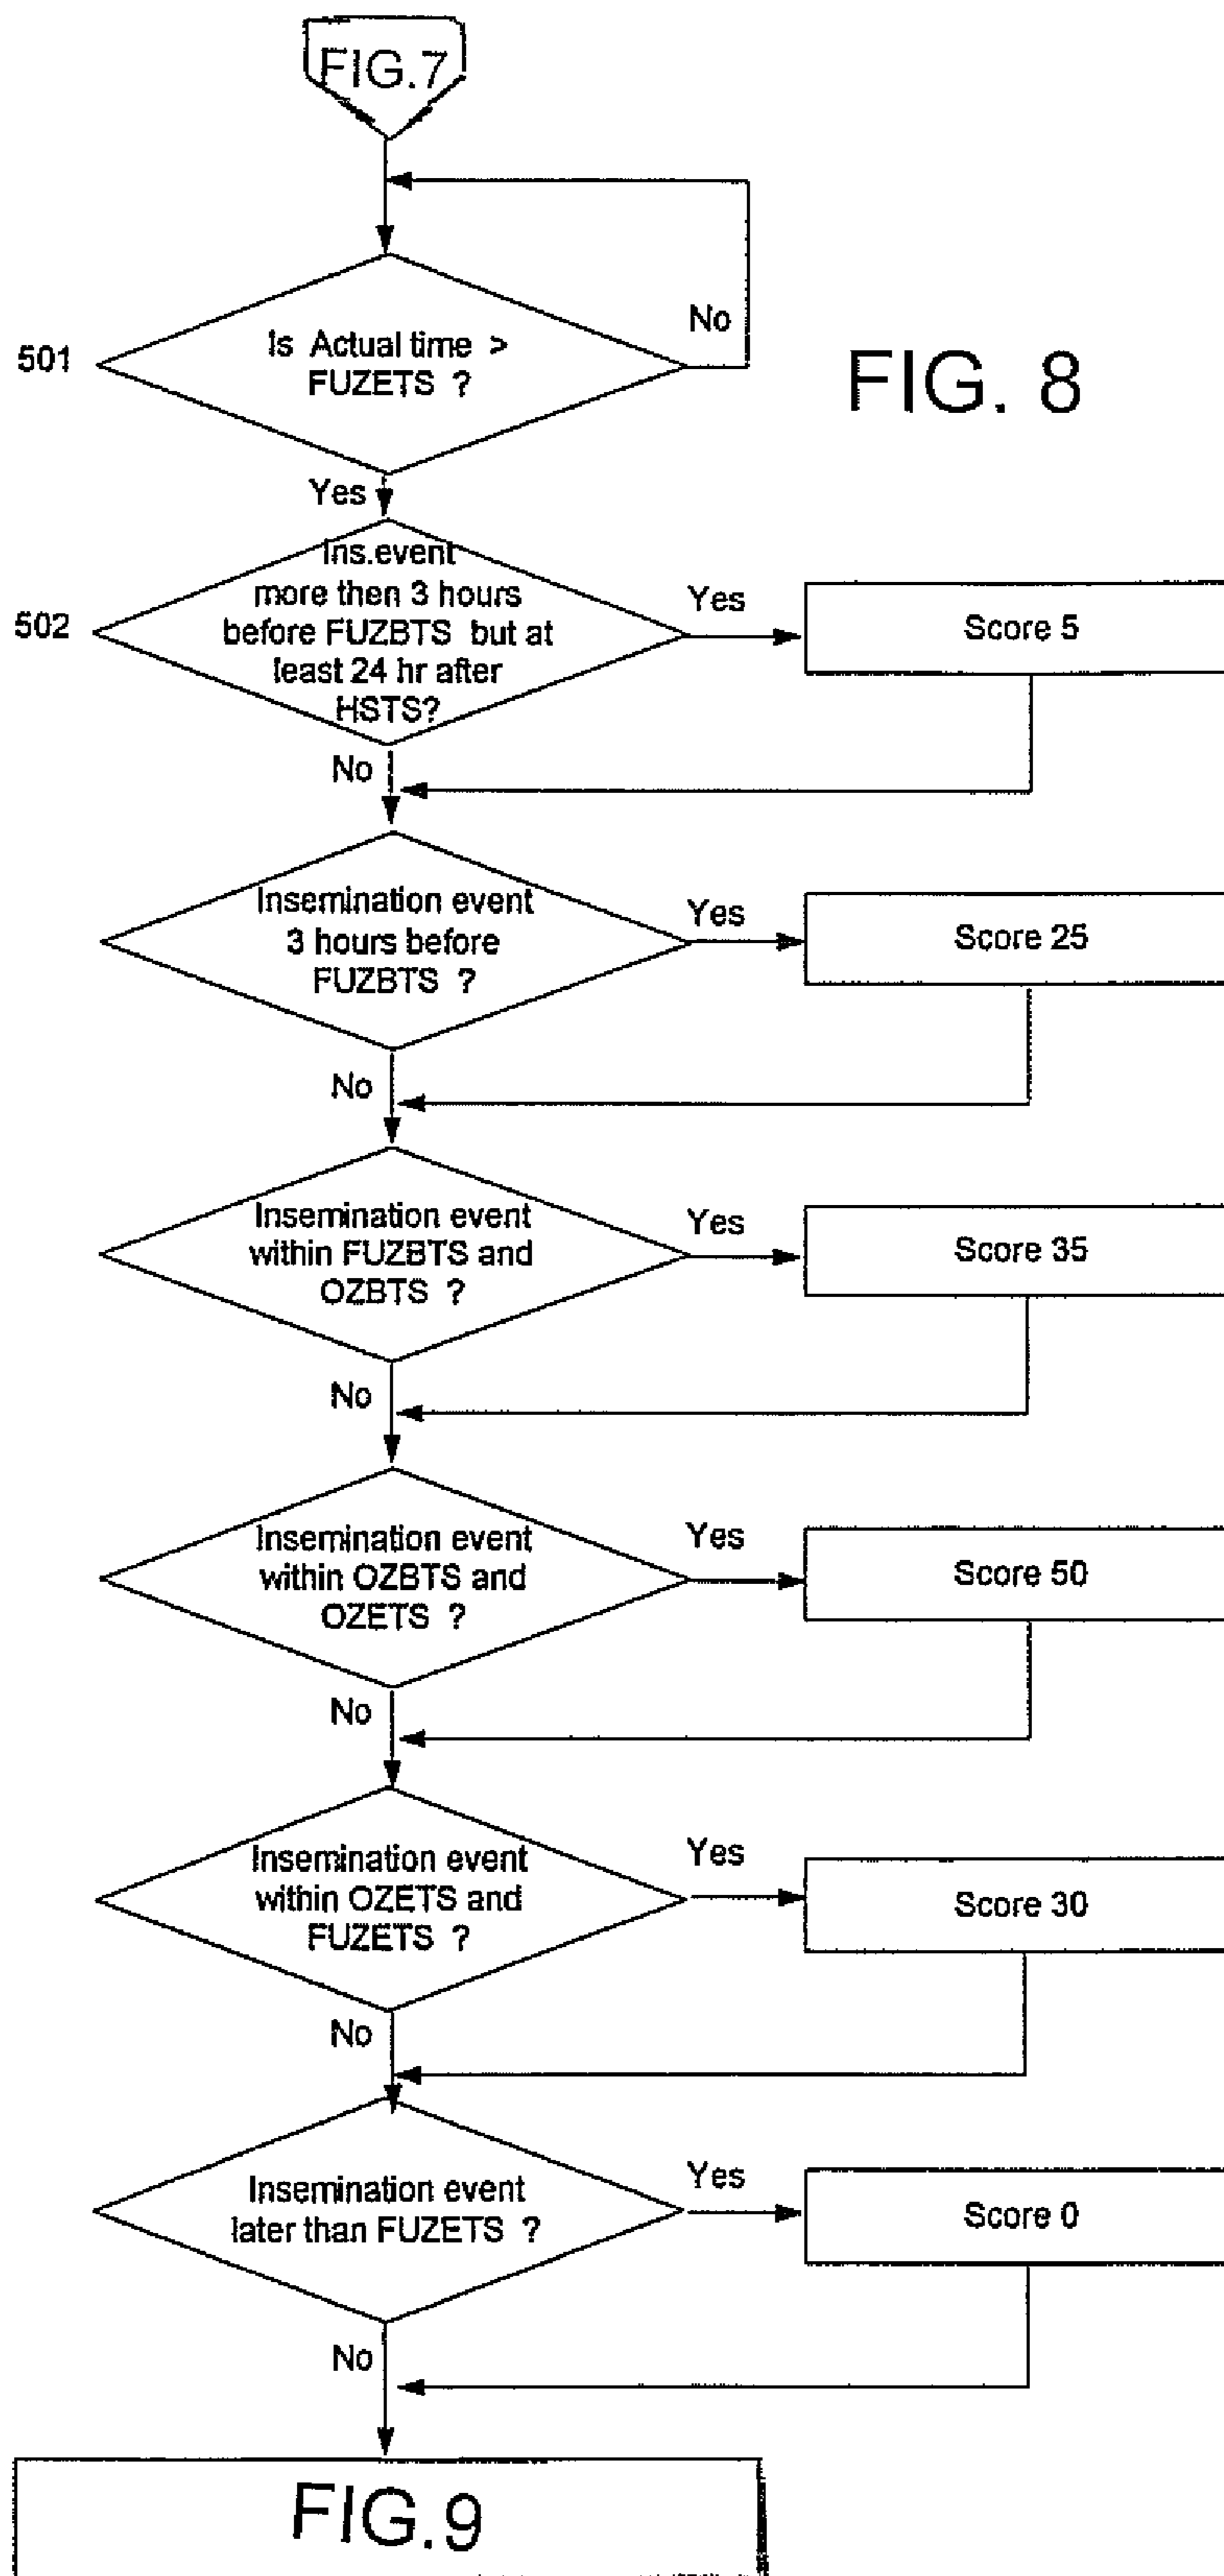 FIG.7
No
501
Is Actual time >
FUZETS ?
FIG. 8
Yes
502
Ins.event
more then 3 hours
before FUZBTS but at
least 24 hr after
HSTS?
Yes
Score 5
No
Insemination event
3 hours before
FUZBTS ?
Yes
Score 25
No
Insemination event
within FUZBTS and
OZBTS ?
Yes
Score 35
No
Insemination event
within OZBTS and
OZETS ?
Yes
Score 50
No
Insemination event
within OZETS and
FUZETS ?
Yes
Score 30
No
Insemination event
later than FUZETS ?
Yes
Score 0
No
FIG.9